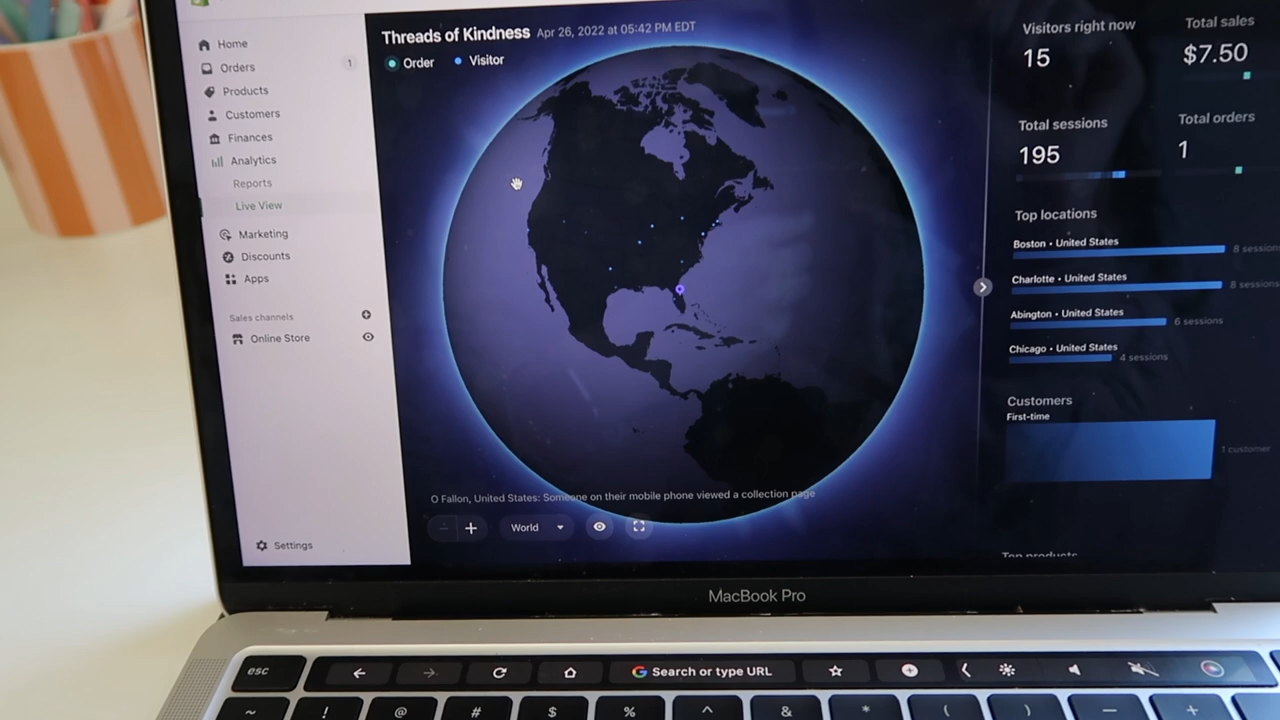 Home
Orders 1
Products
Customers
Finances
Analytics
Reports
Live View
Marketing
Discounts
Apps
Sales channels
Online Store
Settings
Threads of Kindness Apr 26, 2022 at 05:42 PM EDT
Order Visitor
O Fallon, United States: Someone on their mobile phone viewed a collection page
World
Visitors right now
15
Total sales
$7.50
Total sessions
195
Total orders
1
Top locations
Boston • United States
8 sessions
Charlotte • United States
8 sessions
Abington • United States
6 sessions
Chicago • United States
4 sessions
Customers
First-time
1 customer
Top products
MacBook Pro
esc
Search or type URL
~ ! @ # $ % ^ & * ( ) — +